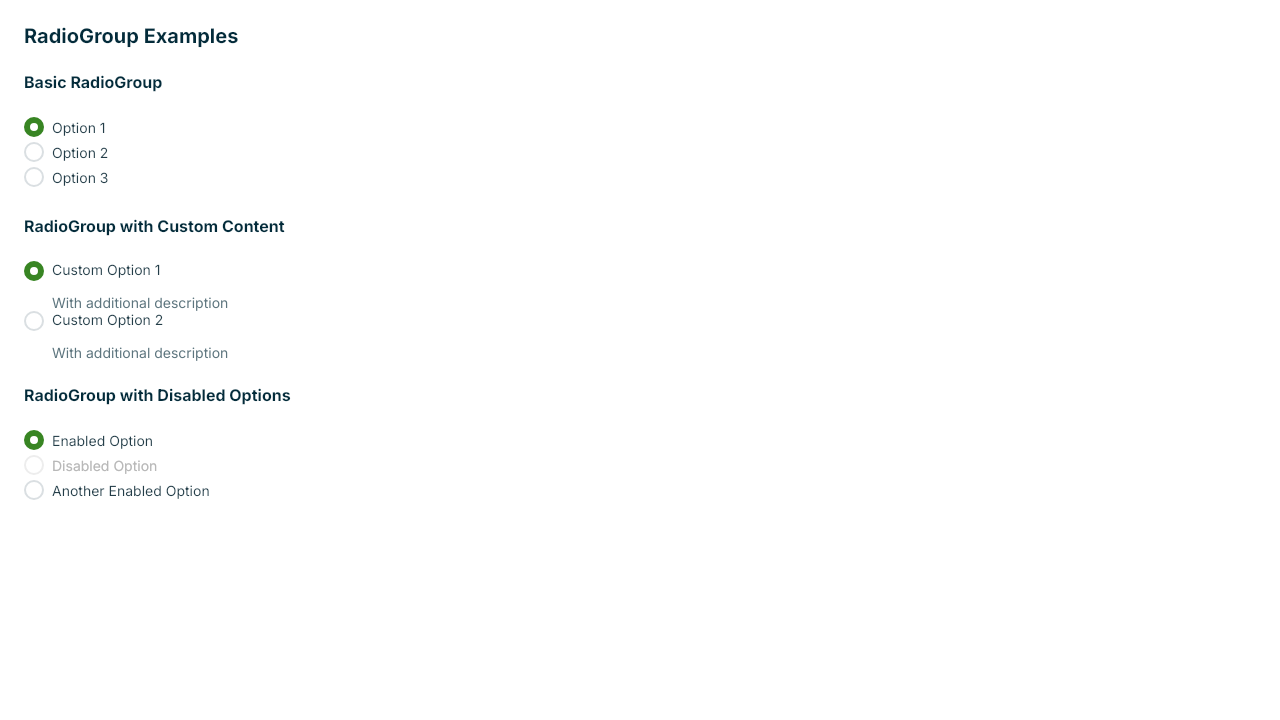 RadioGroup Examples
Basic RadioGroup
Option 1
Option 2
Option 3
RadioGroup with Custom Content
Custom Option 1
With additional description
Custom Option 2
With additional description
RadioGroup with Disabled Options
Enabled Option
Disabled Option
Another Enabled Option